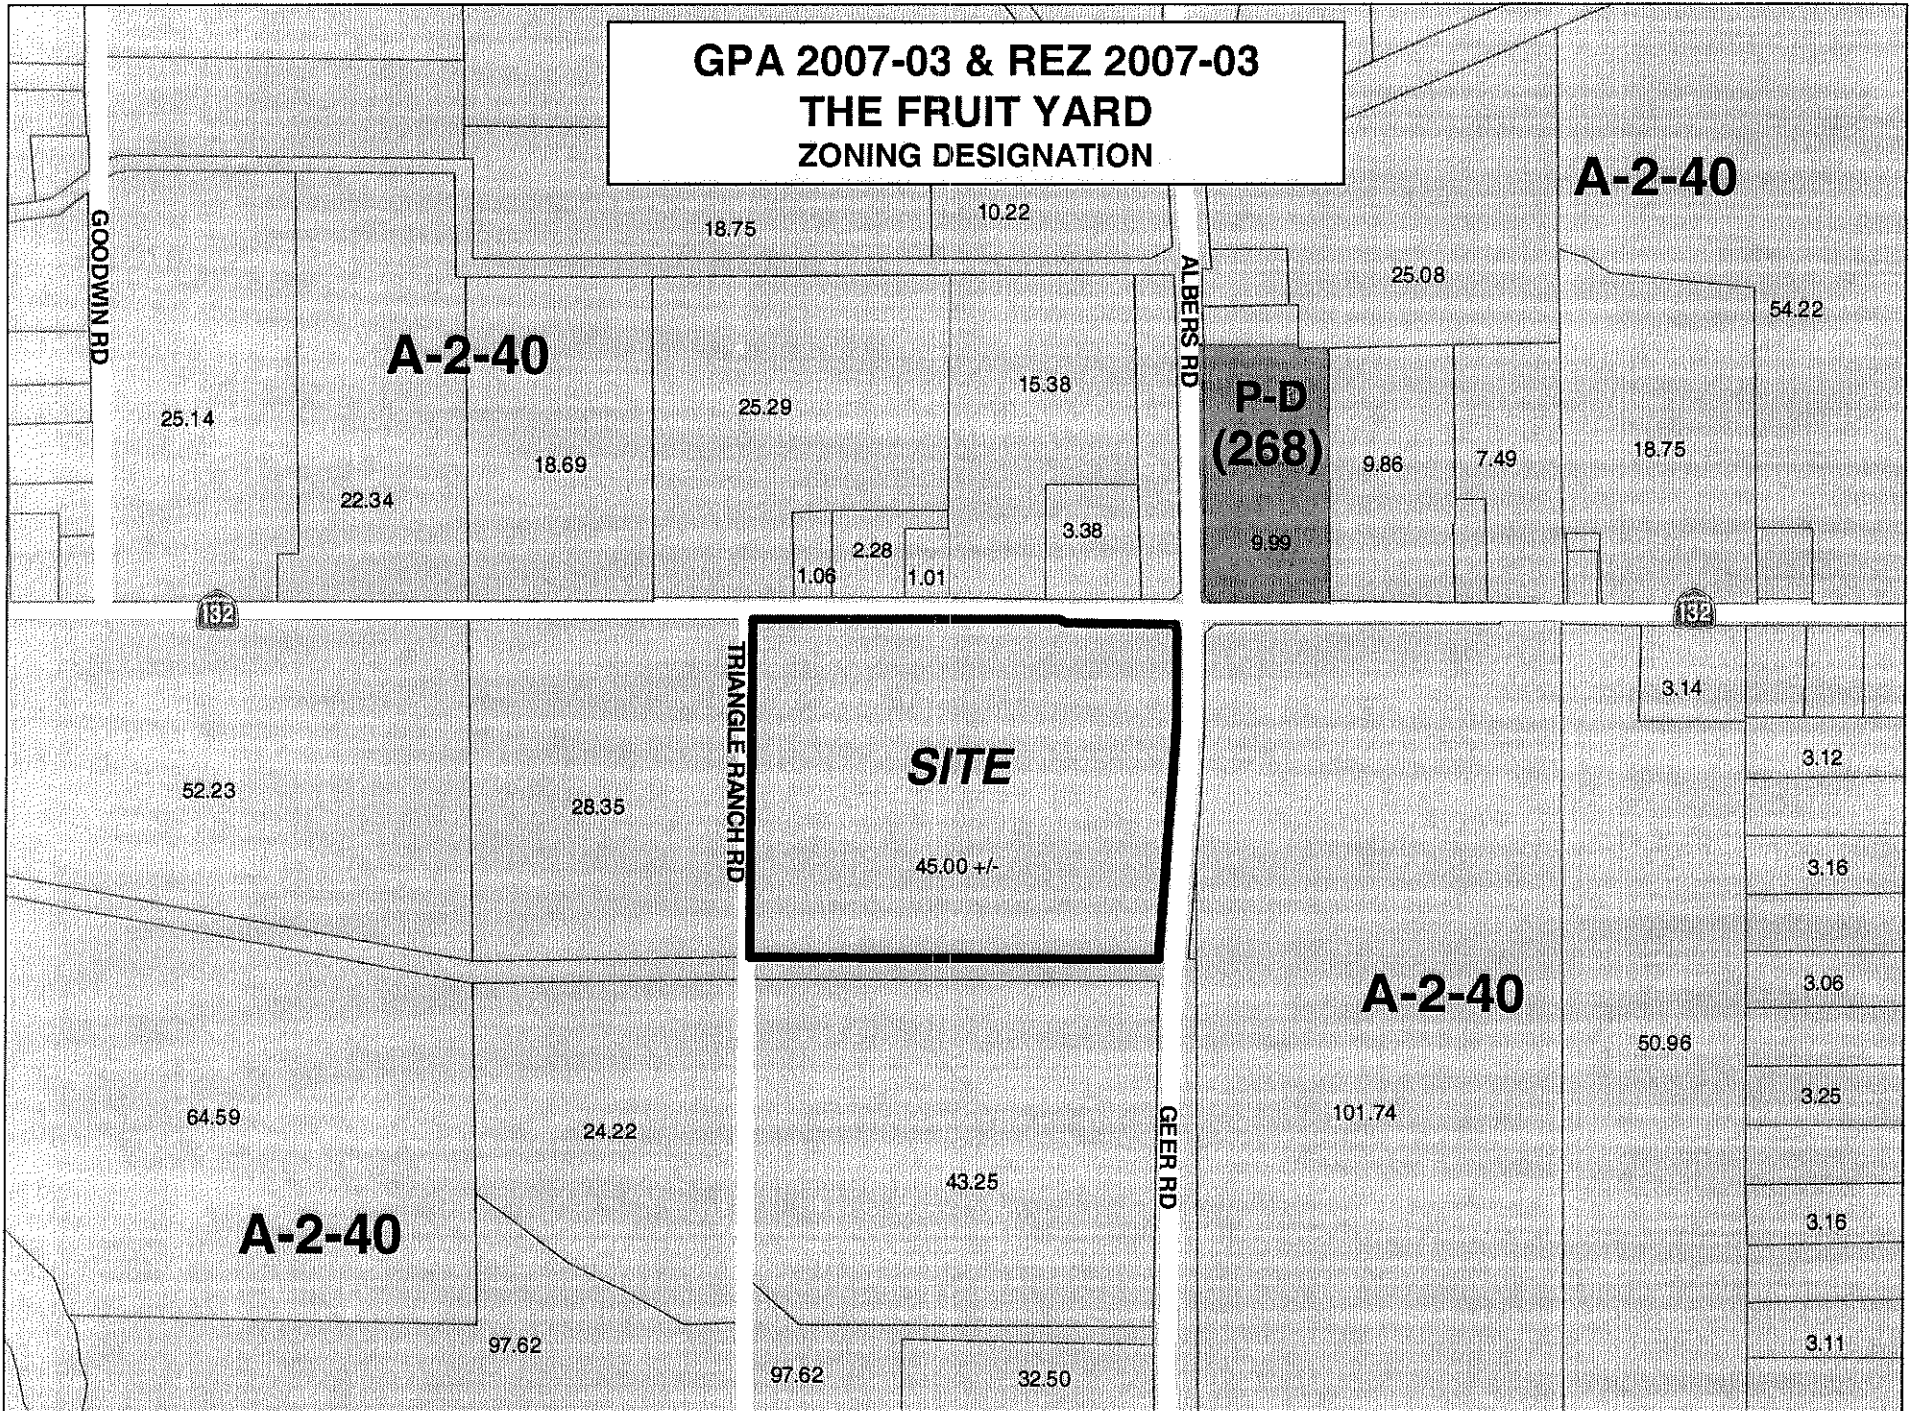 GPA 2007-03 & REZ 2007-03
THE FRUIT YARD
ZONING DESIGNATION
A-2-40
10.22
18.75
GOODWIN RD
ALBERS RD
25.08
54.22
A-2-40
P-D
(268)
15.38
25.29
25.14
18.69
9.86
7.49
18.75
22.34
3.38
9.99
2.28
1.06
1.01
132
132
TRIANGLE RANCH RD
3.14
SITE
3.12
52.23
28.35
45.00 +/-
3.16
A-2-40
3.06
50.96
3.25
64.59
24.22
101.74
GEER RD
43.25
A-2-40
3.16
97.62
3.11
97.62
32.50